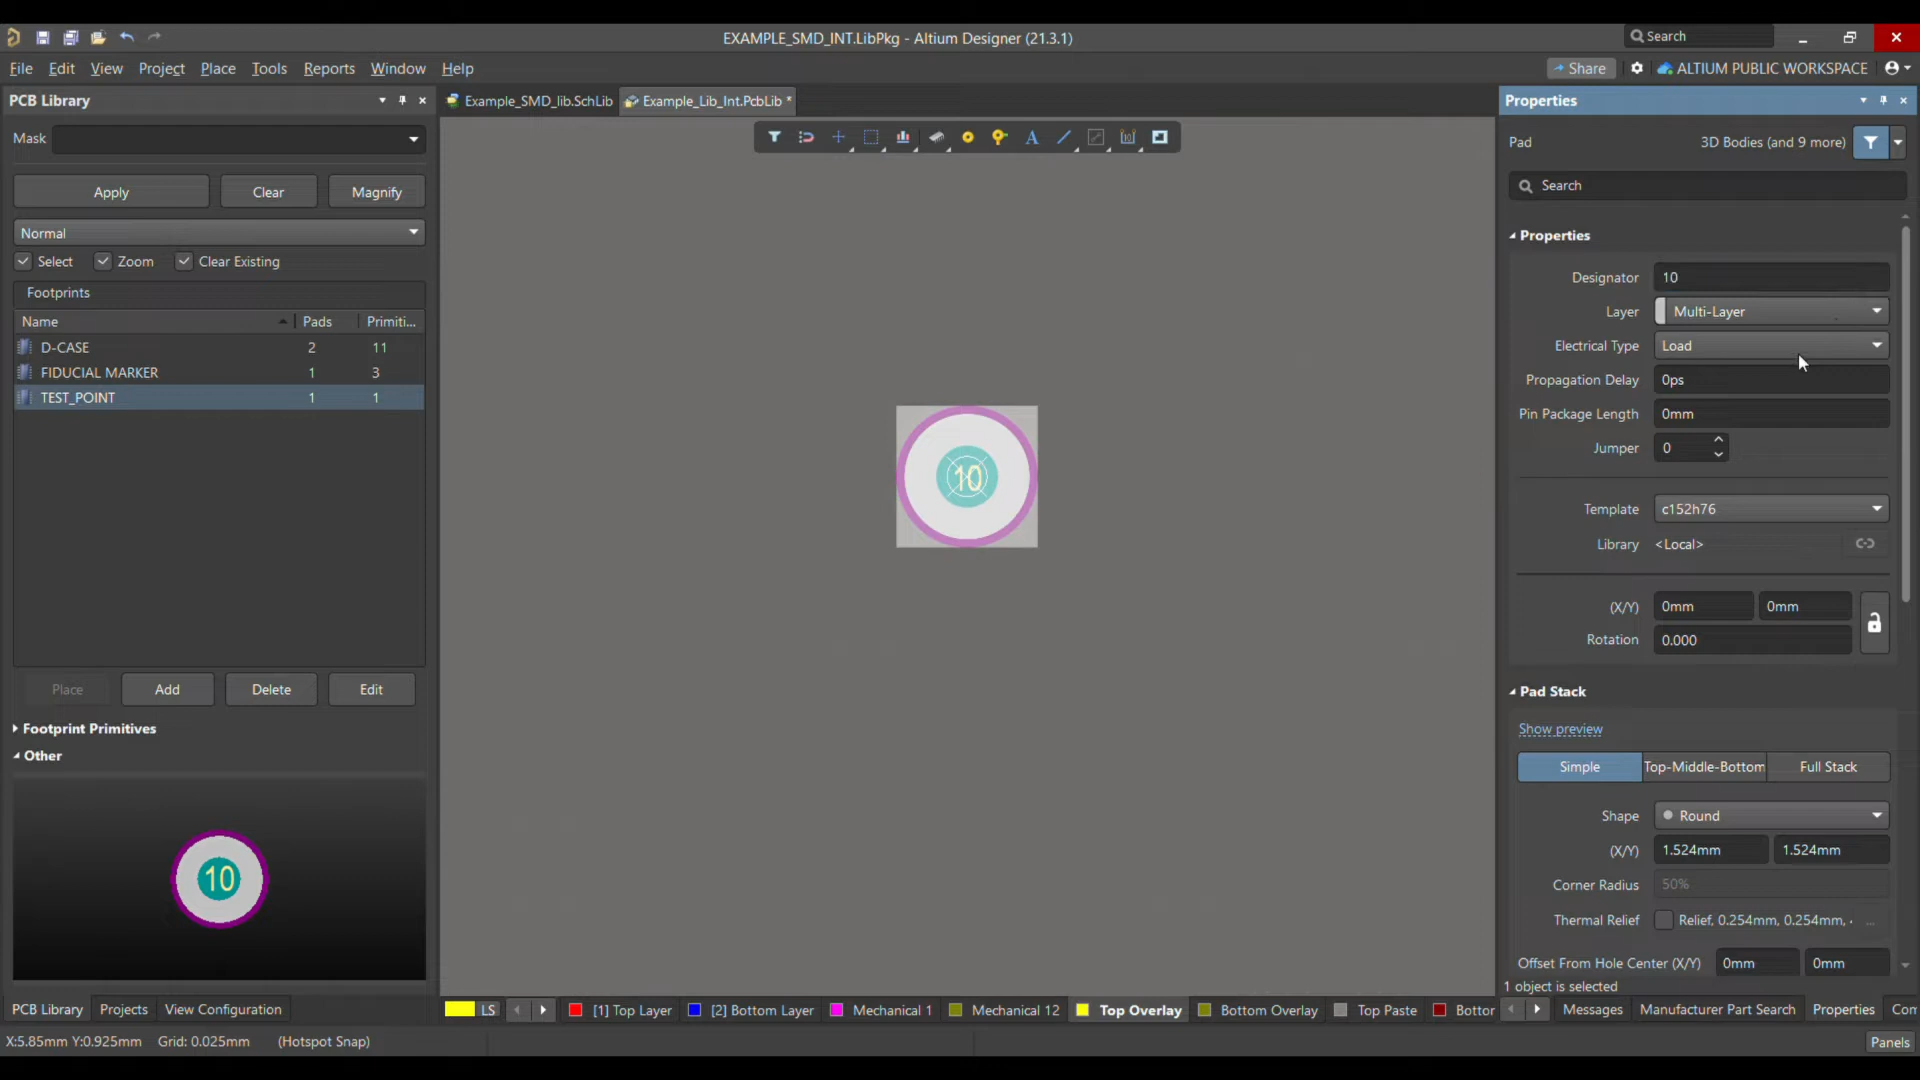 EXAMPLE_SMD_INT.LibPkg - Altium Designer (21.3.1)
Search
File Edit View Project Place Tools Reports Window Help
Share
ALTIUM PUBLIC WORKSPACE
PCB Library
Example_SMD_lib.SchLib
Example_Lib_Int.PcbLib *
Mask
Apply
Clear
Magnify
Normal
Select
Zoom
Clear Existing
Footprints
Name Pads Primiti...
D-CASE 2 11
FIDUCIAL MARKER 1 3
TEST_POINT 1 1
Place
Add
Delete
Edit
Footprint Primitives
Other
10
PCB Library
Projects
View Configuration
X:5.85mm Y:0.925mm Grid: 0.025mm (Hotspot Snap)
A
10
LS
[1] Top Layer
[2] Bottom Layer
Mechanical 1
Mechanical 12
Top Overlay
Bottom Overlay
Top Paste
Bottor
Properties
Pad
3D Bodies (and 9 more)
Search
Properties
Designator 10
Layer Multi-Layer
Electrical Type Load
Propagation Delay 0ps
Pin Package Length 0mm
Jumper 0
Template c152h76
Library <Local>
(X/Y) 0mm 0mm
Rotation 0.000
Pad Stack
Show preview
Simple Top-Middle-Bottom Full Stack
Shape Round
(X/Y) 1.524mm 1.524mm
Corner Radius 50%
Thermal Relief Relief, 0.254mm, 0.254mm, ...
Offset From Hole Center (X/Y) 0mm 0mm
1 object is selected
Messages
Manufacturer Part Search
Properties
Com
Panels